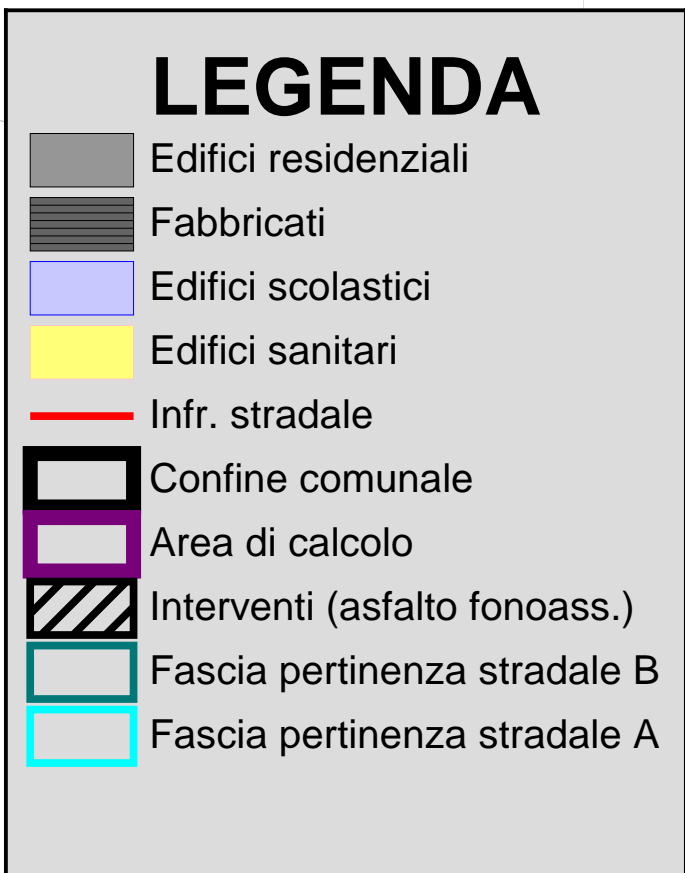 LEGENDA
Edifici residenziali
Fabbricati
Edifici scolastici
Edifici sanitari
Infr. stradale
Confine comunale
Area di calcolo
Interventi (asfalto fonoass.)
Fascia pertinenza stradale B
Fascia pertinenza stradale A